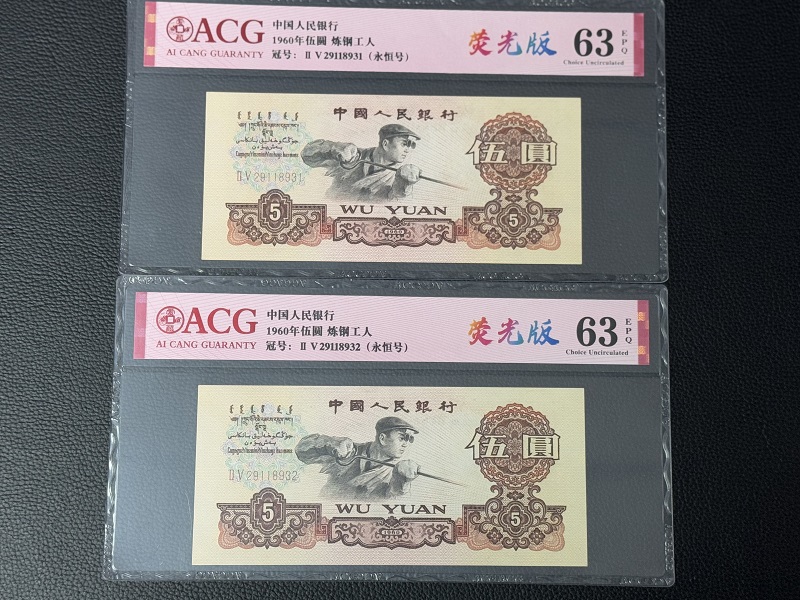 ACG
AI CANG GUARANTY
中国人民银行
1960年伍圆 炼钢工人
冠号: ⅡⅤ29118931 (永恒号)
荧光版
63
EPQ
Choice Uncirculated
中國人民銀行
ⅡⅤ29118931
伍圓
5
WU YUAN
1960
5
ACG
AI CANG GUARANTY
中国人民银行
1960年伍圆 炼钢工人
冠号: ⅡⅤ29118932 (永恒号)
荧光版
63
EPQ
Choice Uncirculated
中國人民銀行
ⅡⅤ29118932
伍圓
5
WU YUAN
1960
5